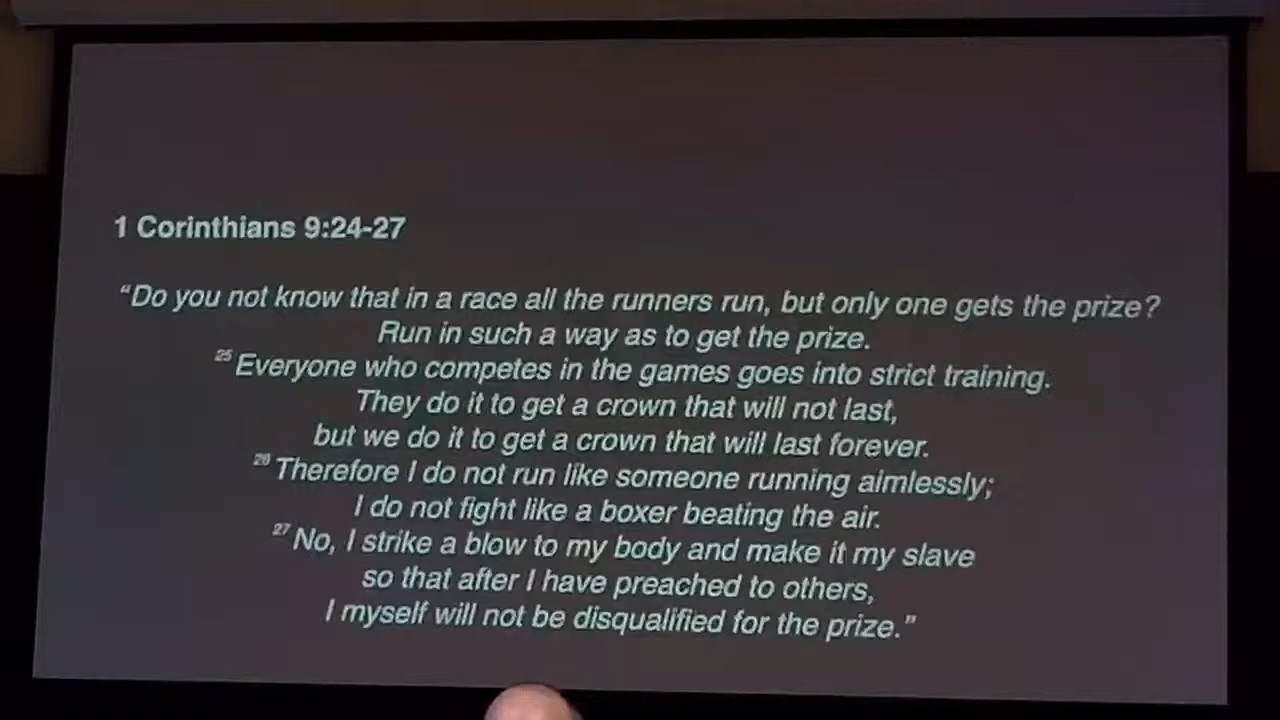 1 Corinthians 9:24-27
“Do you not know that in a race all the runners run, but only one gets the prize?
Run in such a way as to get the prize.
25 Everyone who competes in the games goes into strict training.
They do it to get a crown that will not last,
but we do it to get a crown that will last forever.
26 Therefore I do not run like someone running aimlessly;
I do not fight like a boxer beating the air.
27 No, I strike a blow to my body and make it my slave
so that after I have preached to others,
I myself will not be disqualified for the prize.”